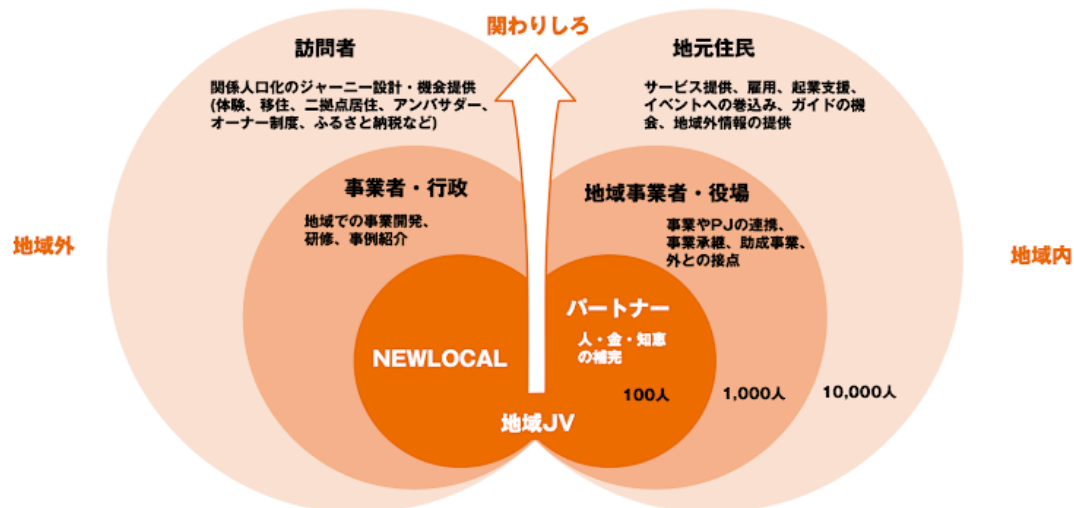 関わりしろ
訪問者
関係人口化のジャーニー設計・機会提供
(体験、移住、二拠点居住、アンバサダー、
オーナー制度、ふるさと納税など)
地元住民
サービス提供、雇用、起業支援、
イベントへの巻込み、ガイドの機
会、地域外情報の提供
事業者・行政
地域での事業開発、
研修、事例紹介
地域事業者・役場
事業やPJの連携、
事業承継、助成事業、
外との接点
地域外
地域内
NEWLOCAL
パートナー
人・金・知恵
の補完
100人
1,000人
10,000人
地域JV